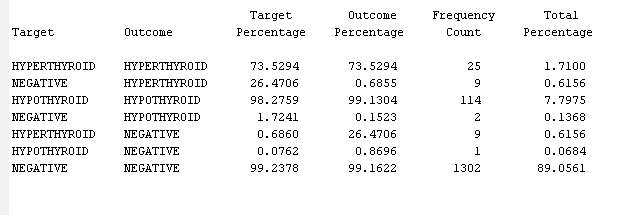 Target Outcome Frequency Total
Target Outcome Percentage Percentage Count Percentage
HYPERTHYROID HYPERTHYROID 73.5294 73.5294 25 1.7100
NEGATIVE HYPERTHYROID 26.4706 0.6855 9 0.6156
HYPOTHYROID HYPOTHYROID 98.2759 99.1304 114 7.7975
NEGATIVE HYPOTHYROID 1.7241 0.1523 2 0.1368
HYPERTHYROID NEGATIVE 0.6860 26.4706 9 0.6156
HYPOTHYROID NEGATIVE 0.0762 0.8696 1 0.0684
NEGATIVE NEGATIVE 99.2378 99.1622 1302 89.0561